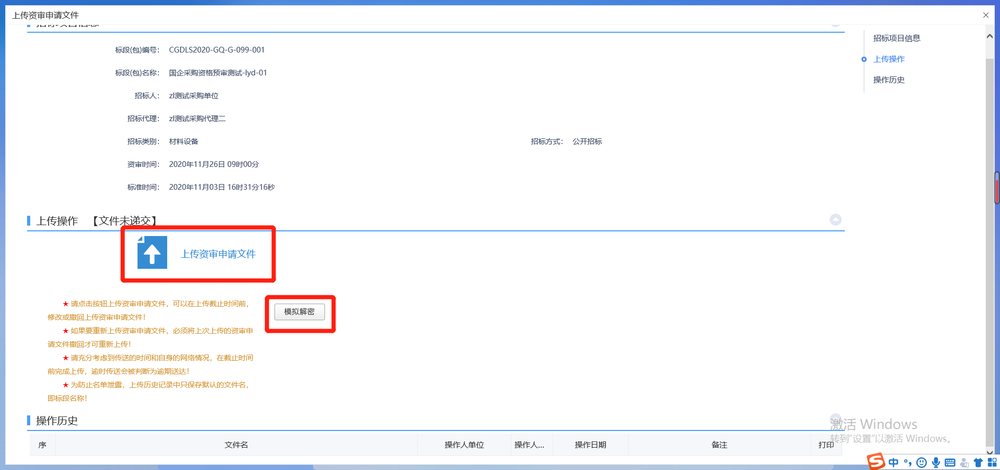 上传资审申请文件
招标项目信息
招标项目信息
上传操作
操作历史
标段(包)编号： CGDLS2020-GQ-G-099-001
标段(包)名称： 国企采购资格预审测试-lyd-01
招标人： zl测试采购单位
招标代理： zl测试采购代理二
招标类别： 材料设备 招标方式： 公开招标
资审时间： 2020年11月26日 09时00分
标准时间： 2020年11月03日 16时31分16秒
上传操作 【文件未递交】
上传资审申请文件
★ 请点击按钮上传资审申请文件，可以在上传截止时间前，
修改或撤回上传资审申请文件！
★ 如果要重新上传资审申请文件，必须将上次上传的资审申
请文件撤回才可重新上传！
★ 请充分考虑到传送的时间和自身的网络情况，在截止时间
前完成上传，逾时传送会被判断为逾期送达！
★ 为防止名单泄露，上传历史记录中只保存默认的文件名，
即标段名称！
模拟解密
操作历史
序 文件名 操作人单位 操作人... 操作日期 备注 打印
激活 Windows
转到"设置"以激活 Windows。
中